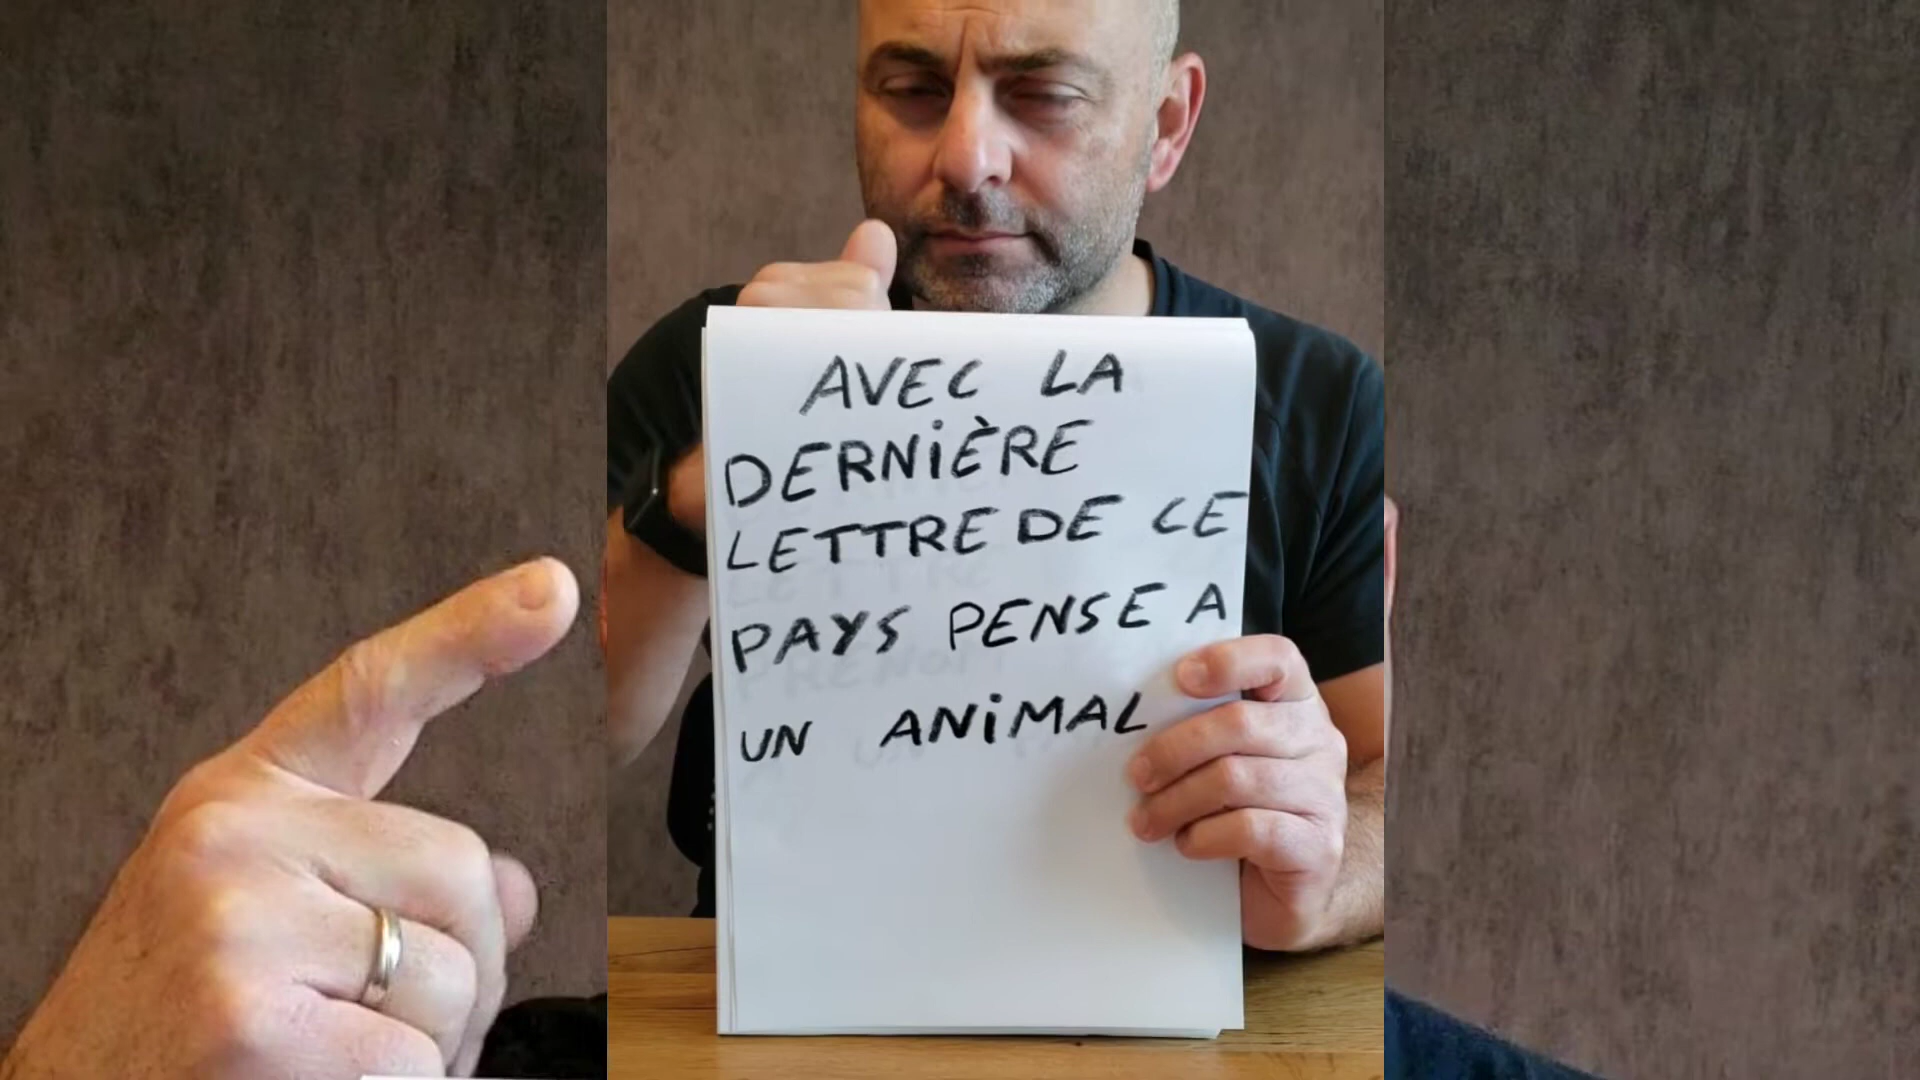 AVEC LA
DERNiÈRE
LETTRE DE CE
PAYS PENSE A
UN ANiMAL